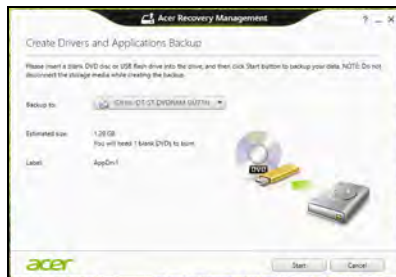 Acer Recovery Management
? – X
Create Drivers and Applications Backup
Please insert a blank DVD disc or USB flash drive into the drive, and then click Start button to backup your data. NOTE: Do not
disconnect the storage media while creating the backup.
Backup to:
Estimated size:
1.28 GB
You will need 1 blank DVDs to burn.
Label:
DVD
acer
Start
Cancel